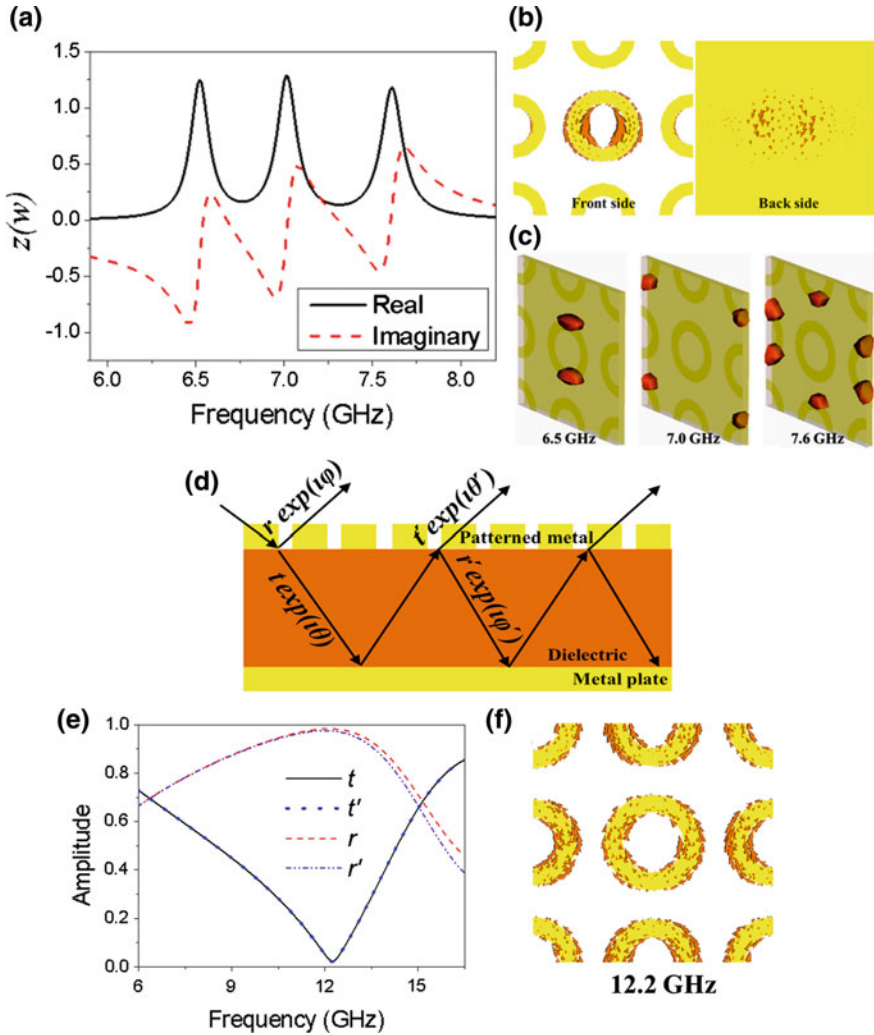 (a)
1.5
1.0
0.5
0.0
-0.5
-1.0
z(w)
Real
Imaginary
6.0 6.5 7.0 7.5 8.0
Frequency (GHz)
(b)
Front side
Back side
(c)
6.5 GHz
7.0 GHz
7.6 GHz
(d)
r exp(ιφ)
t exp(ιθ)
t' exp(ιθ')
r' exp(ιφ')
Patterned metal
Dielectric
Metal plate
(e)
1.0
0.8
0.6
0.4
0.2
0.0
Amplitude
t
t'
r
r'
6 9 12 15
Frequency (GHz)
(f)
12.2 GHz